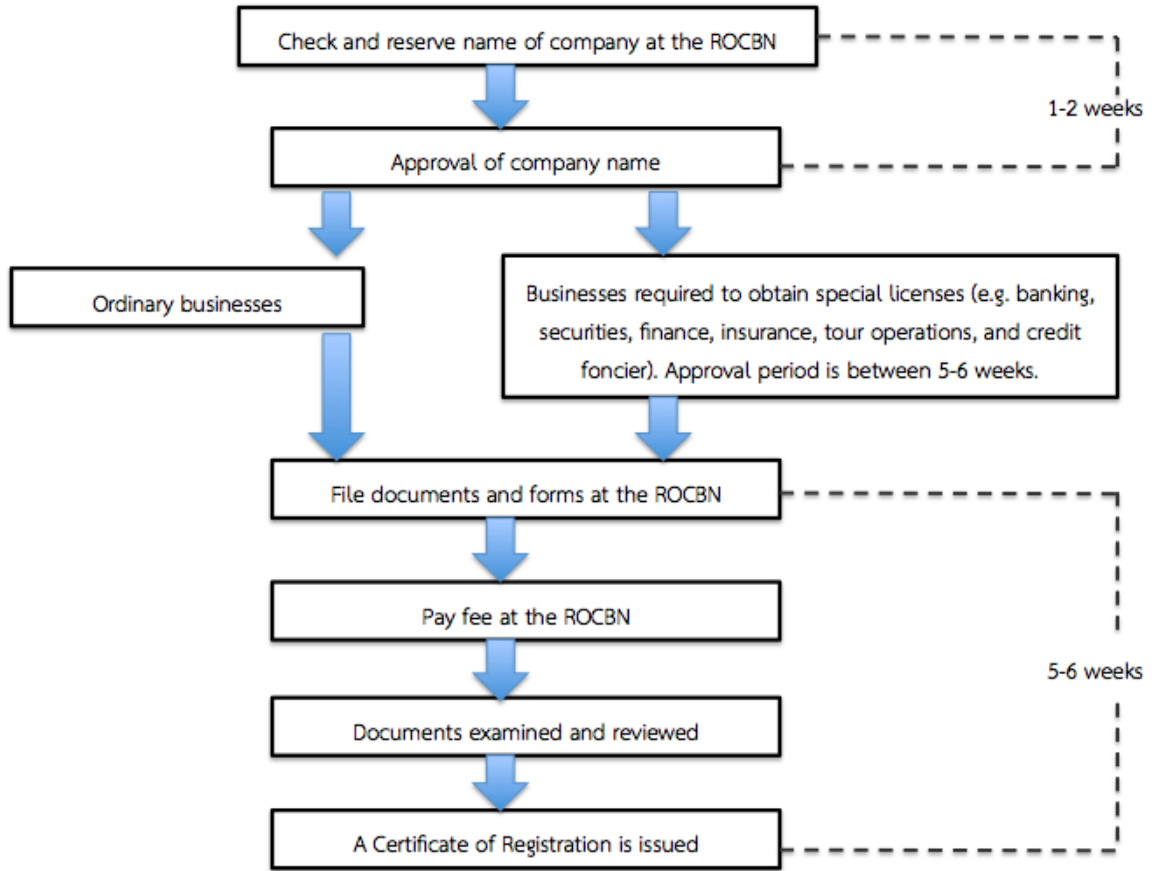 Check and reserve name of company at the ROCBN
1-2 weeks
Approval of company name
Ordinary businesses
Businesses required to obtain special licenses (e.g. banking,
securities, finance, insurance, tour operations, and credit
foncier). Approval period is between 5-6 weeks.
File documents and forms at the ROCBN
Pay fee at the ROCBN
5-6 weeks
Documents examined and reviewed
A Certificate of Registration is issued